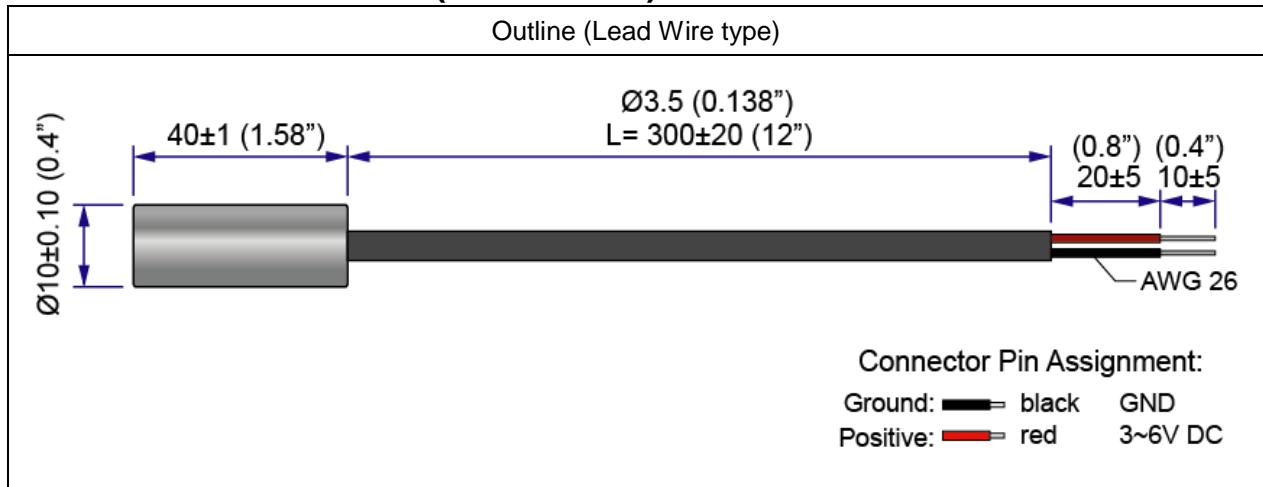 Outline (Lead Wire type)
Ø3.5 (0.138”)
40±1 (1.58”)
L= 300±20 (12”)
(0.8”) (0.4”)
20±5 10±5
Ø10±0.10 (0.4”)
AWG 26
Connector Pin Assignment:
Ground: black GND
Positive: red 3~6V DC